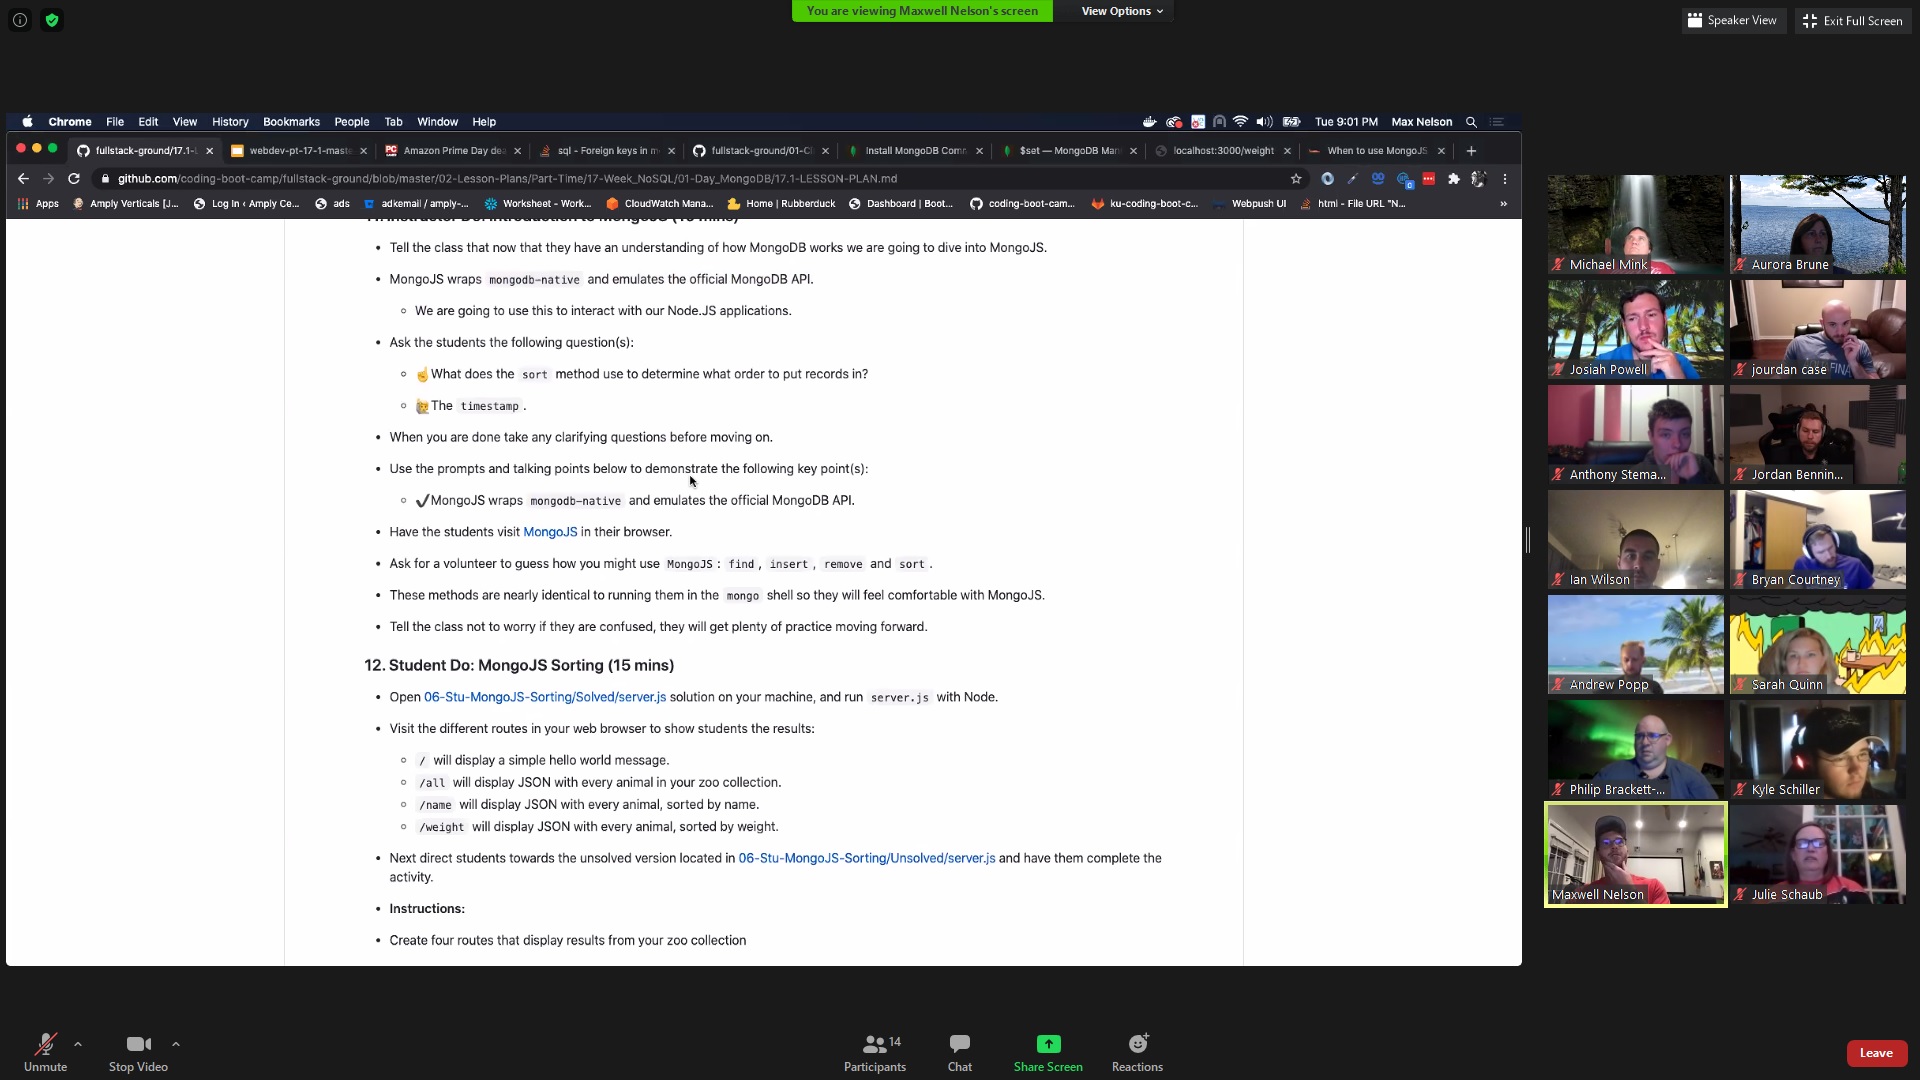 You are viewing Maxwell Nelson's screen
View Options
Speaker View
Exit Full Screen
Chrome File Edit View History Bookmarks People Tab Window Help
Tue 9:01 PM Max Nelson
fullstack-ground/17.1-L
webdev-pt-17-1-mast
Amazon Prime Day de
sql - Foreign keys in m
fullstack-ground/01-C
Install MongoDB Com
$set — MongoDB Man
localhost:3000/weight
When to use MongoJS
github.com/coding-boot-camp/fullstack-ground/blob/master/02-Lesson-Plans/Part-Time/17-Week_NoSQL/01-Day_MongoDB/17.1-LESSON-PLAN.md
Apps
Amply Verticals [J...
Log In ‹ Amply Ce...
ads
adkemail / amply-...
Worksheet - Work...
CloudWatch Mana...
Home | Rubberduck
Dashboard | Boot...
coding-boot-cam...
ku-coding-boot-c...
Webpush UI
html - File URL "N...
»
11. Instructor Do: Introduction to MongoJS (10 mins)
• Tell the class that now that they have an understanding of how MongoDB works we are going to dive into MongoJS.
• MongoJS wraps mongodb-native and emulates the official MongoDB API.
We are going to use this to interact with our Node.JS applications.
• Ask the students the following question(s):
☝️What does the sort method use to determine what order to put records in?
🙋The timestamp.
• When you are done take any clarifying questions before moving on.
• Use the prompts and talking points below to demonstrate the following key point(s):
✔️MongoJS wraps mongodb-native and emulates the official MongoDB API.
• Have the students visit MongoJS in their browser.
• Ask for a volunteer to guess how you might use MongoJS: find, insert, remove and sort.
• These methods are nearly identical to running them in the mongo shell so they will feel comfortable with MongoJS.
• Tell the class not to worry if they are confused, they will get plenty of practice moving forward.
12. Student Do: MongoJS Sorting (15 mins)
• Open 06-Stu-MongoJS-Sorting/Solved/server.js solution on your machine, and run server.js with Node.
• Visit the different routes in your web browser to show students the results:
/ will display a simple hello world message.
/all will display JSON with every animal in your zoo collection.
/name will display JSON with every animal, sorted by name.
/weight will display JSON with every animal, sorted by weight.
• Next direct students towards the unsolved version located in 06-Stu-MongoJS-Sorting/Unsolved/server.js and have them complete the
activity.
• Instructions:
• Create four routes that display results from your zoo collection
Michael Mink
Aurora Brune
Josiah Powell
jourdan case
FINA
Anthony Stema...
Jordan Bennin...
Ian Wilson
Bryan Courtney
Andrew Popp
Sarah Quinn
Philip Brackett-...
Kyle Schiller
Maxwell Nelson
Julie Schaub
Unmute
Stop Video
14
Participants
Chat
Share Screen
Reactions
Leave